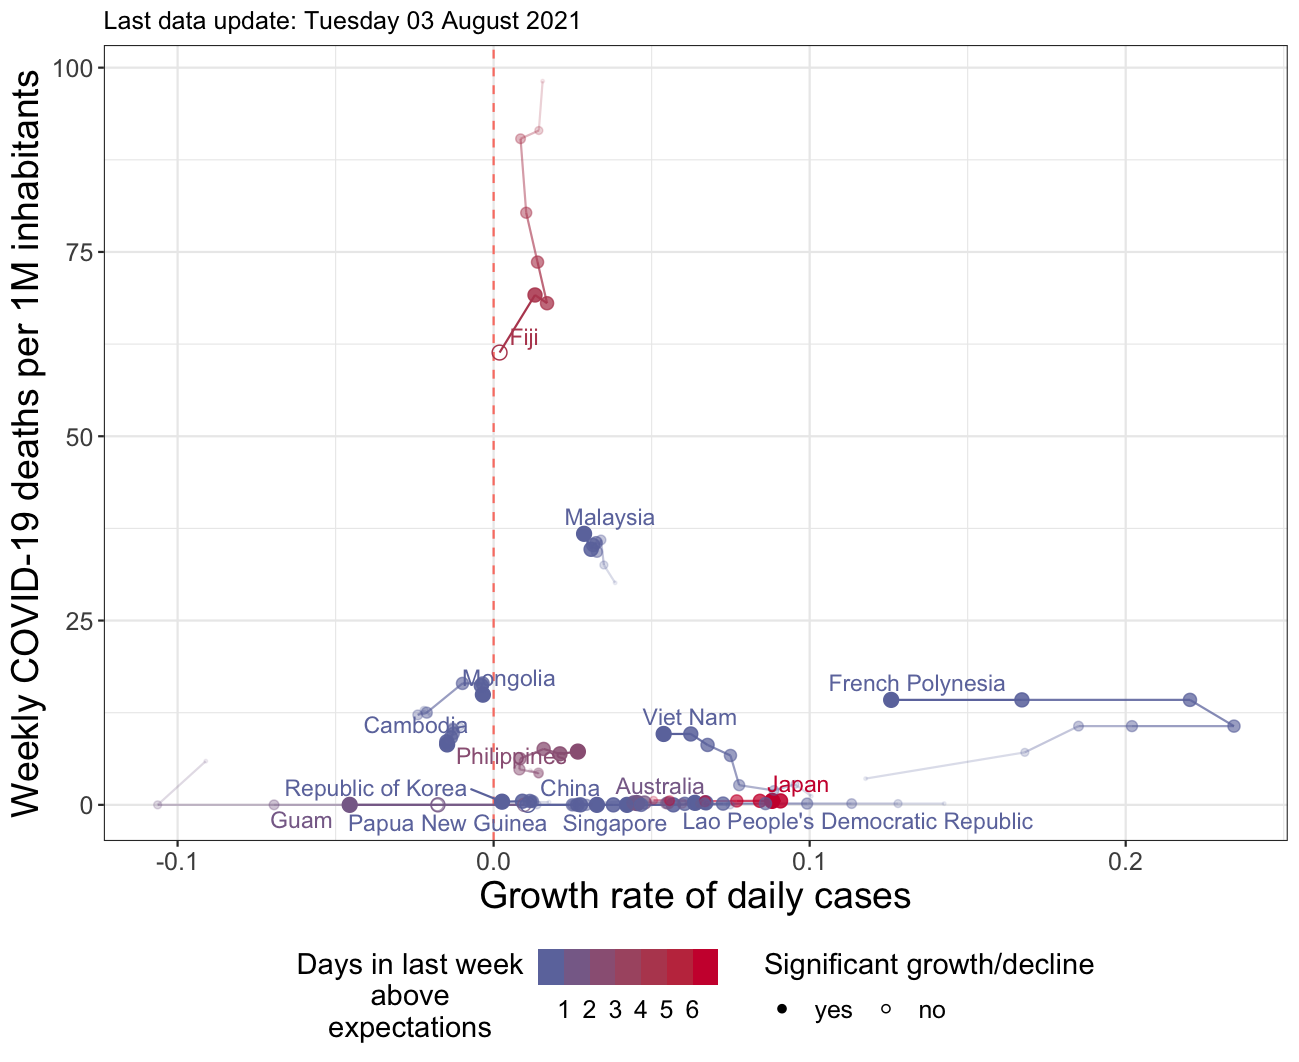 Last data update: Tuesday 03 August 2021
Weekly COVID-19 deaths per 1M inhabitants
100
75
50
25
0
Fiji
Malaysia
Mongolia
French Polynesia
Cambodia
Viet Nam
Philippines
Republic of Korea
China
Australia
Japan
Guam
Papua New Guinea
Singapore
Lao People's Democratic Republic
-0.1
0.0
0.1
0.2
Growth rate of daily cases
Days in last week
above
expectations
1 2 3 4 5 6
Significant growth/decline
yes
no